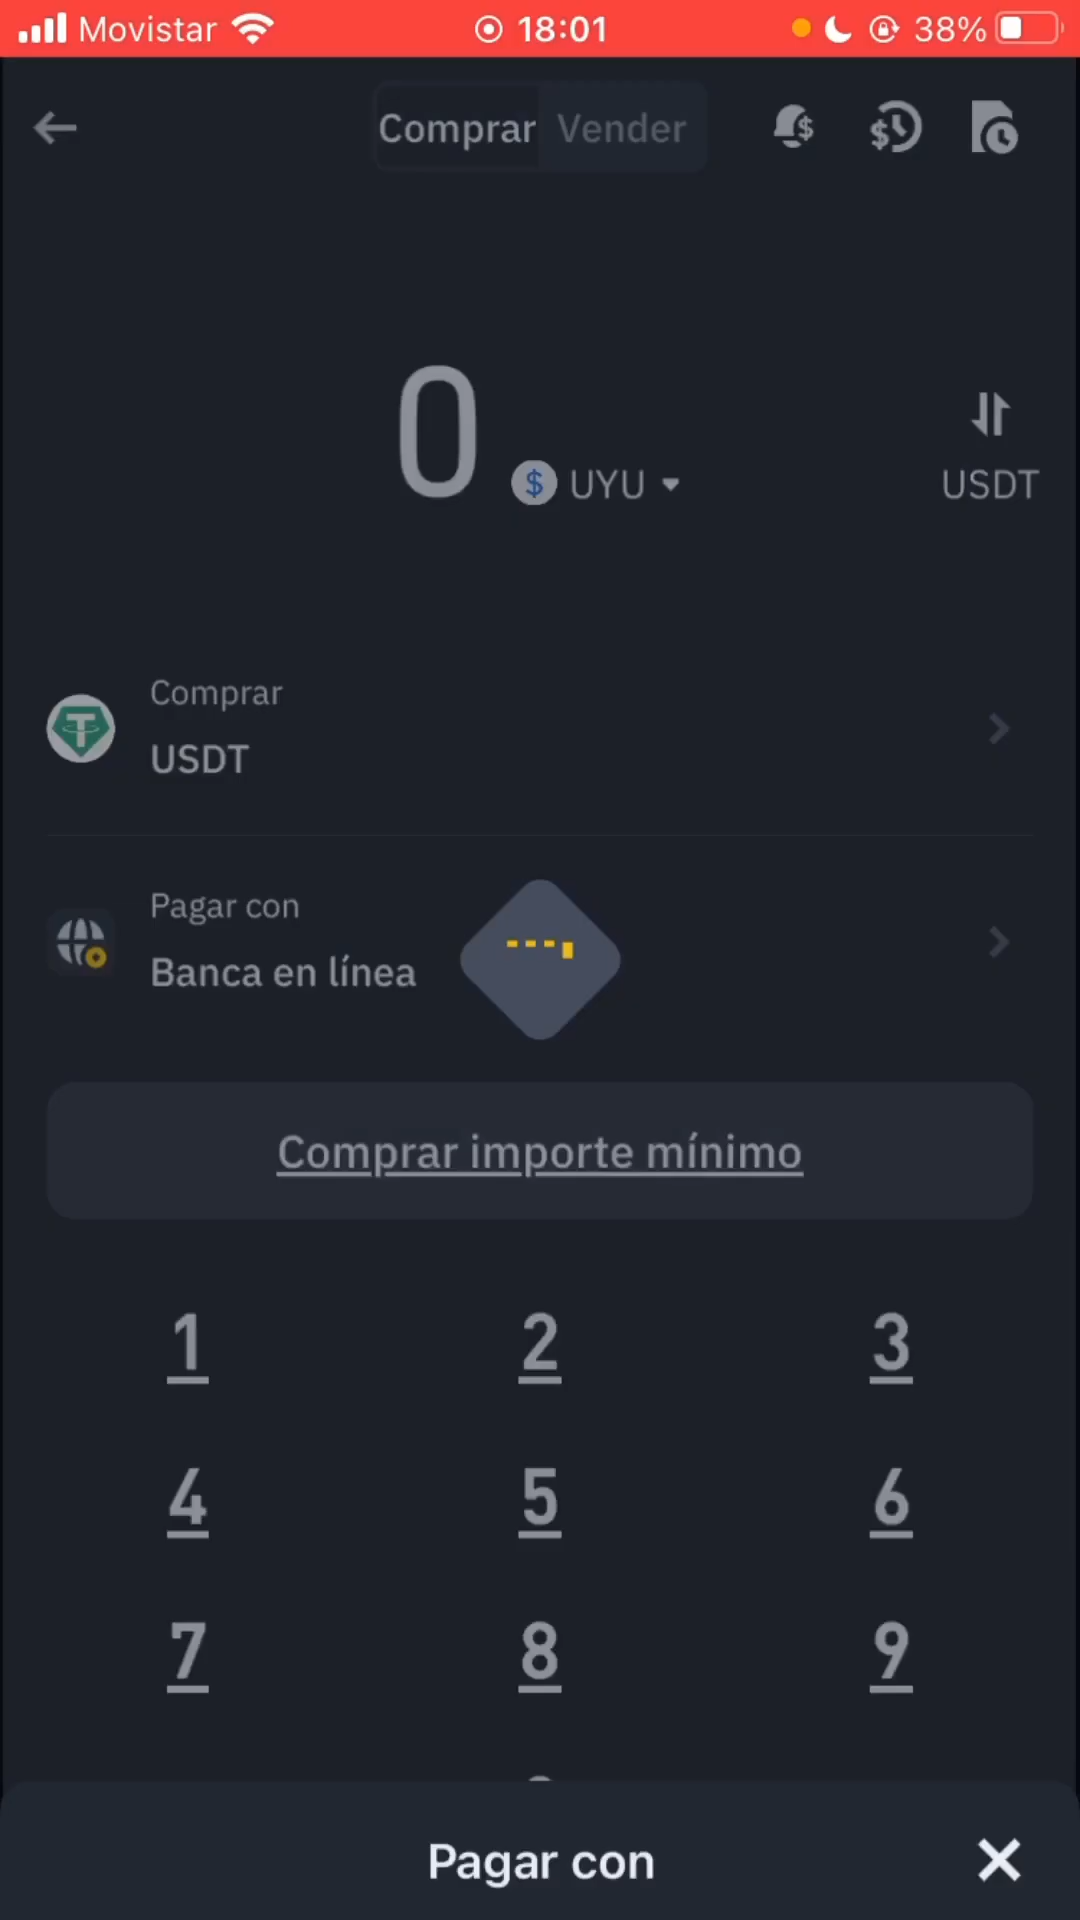 Movistar 18:01 38%
Comprar Vender
0 $ UYU
USDT
Comprar
USDT
Pagar con
Banca en línea
Comprar importe mínimo
1 2 3
4 5 6
7 8 9
Pagar con